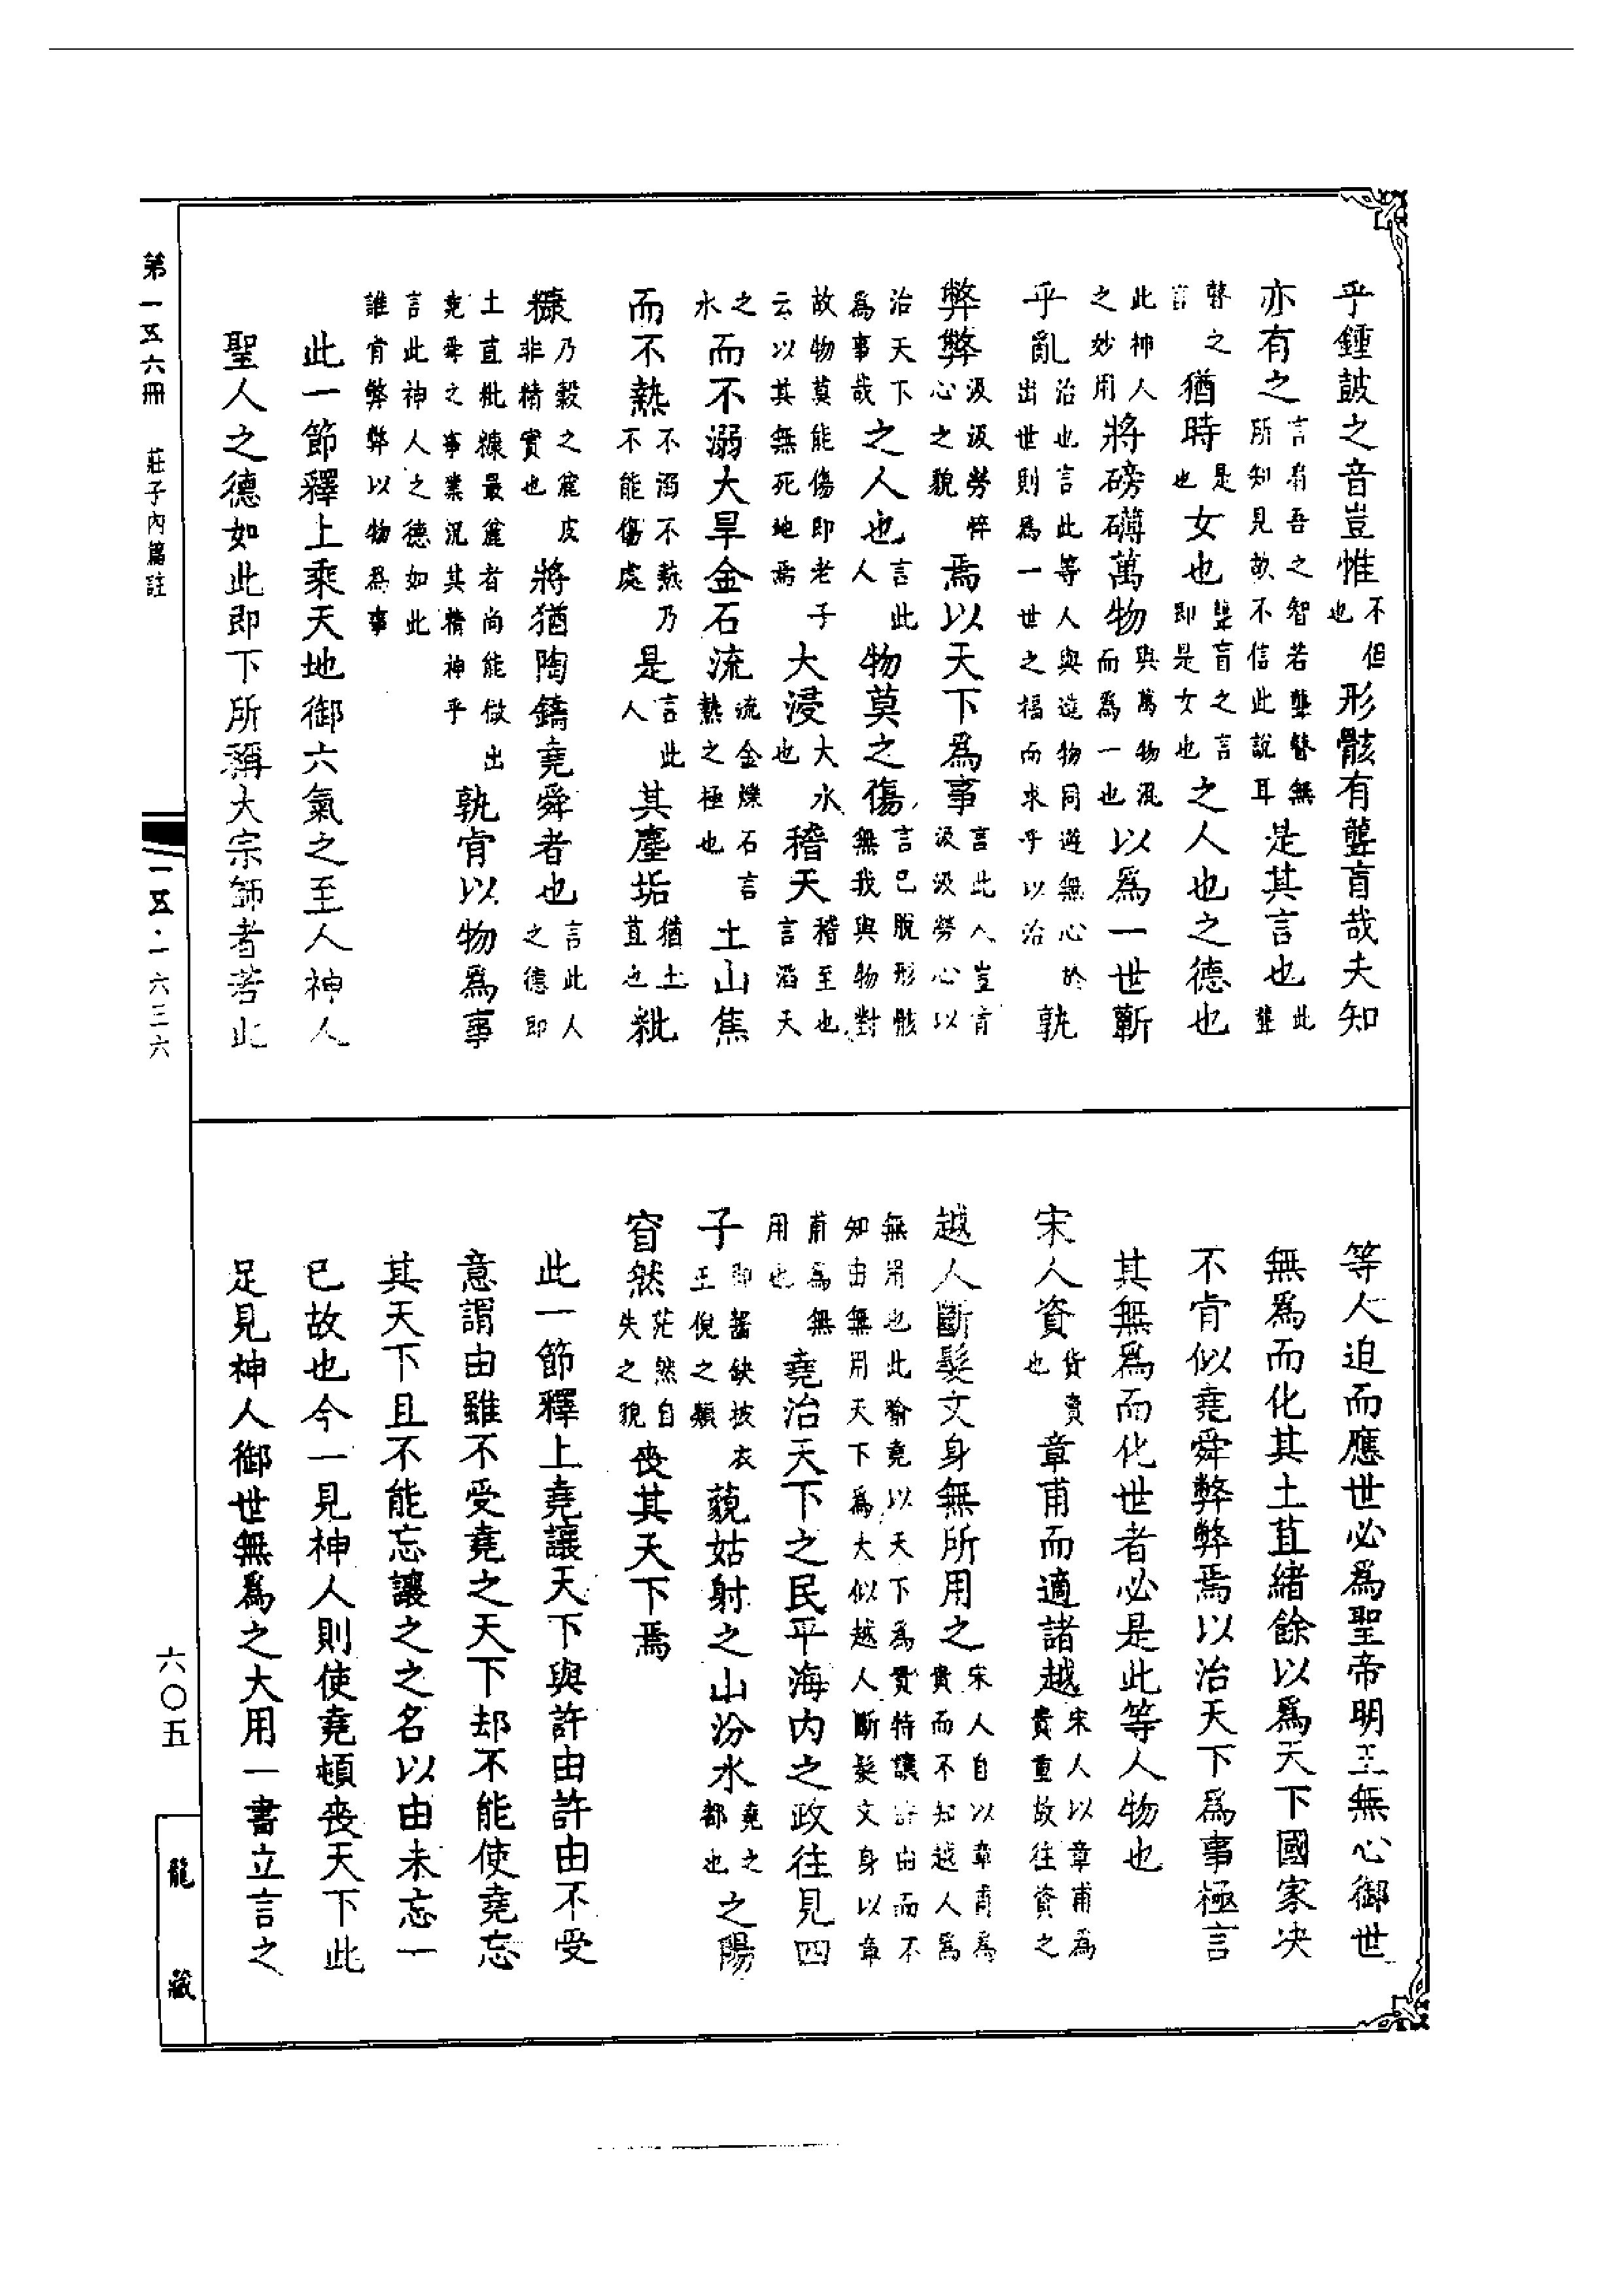 乎鍾鼓之音豈惟不但也形骸有聾盲哉夫知
亦有之言有吾之智若聾瞽無所知見故不信此說耳是其言也此聾
瞽之言猶時是也女也聾盲之言即是女也之人也之德也
此神人之妙用將磅礴萬物與萬物混而爲一也以爲一世蘄
乎亂治也言此等人與造物同遊無心於出世則爲一世之福而求乎以治孰
弊弊汲汲勞悴心之貌焉以天下爲事言此人豈肯汲汲勞心以
治天下爲事哉之人也言此人物莫之傷言已脫形骸無我與物對
故物莫能傷即老子云以其無死地焉大浸大水也稽天稽至也言滔天
之水而不溺大旱金石流流金爍石言熱之極也土山焦
而不熱不溺不熱乃不能傷處是言此人其塵垢猶土苴也粃
糠乃穀之麄皮非精實也將猶陶鑄堯舜者也言此人之德即
土苴粃糠最麄者尚能做出堯舜之事業況其精神乎孰肯以物爲事
言此神人之德如此誰肯弊弊以物爲事
此一節釋上乘天地御六氣之至人神人
聖人之德如此即下所稱大宗師者若此
等人迫而應世必爲聖帝明王無心御世
無爲而化其土苴緒餘以爲天下國家决
不肯似堯舜弊弊焉以治天下爲事極言
其無爲而化世者必是此等人物也
宋人資貨賣也章甫而適諸越宋人以章甫爲貴重故往資之
越人斷髮文身無所用之宋人自以章甫爲貴而不知越人爲
無用也此喻堯以天下爲貴特讓許由而不知由無用天下爲大似越人斷髮文身以章
甫爲無用也堯治天下之民平海内之政往見四
子即齧缺披衣王倪之類藐姑射之山汾水堯之都也之陽
窅然茫然自失之貌喪其天下焉
此一節釋上堯讓天下與許由許由不受
意謂由雖不受堯之天下却不能使堯忘
其天下且不能忘讓之之名以由未忘一
已故也今一見神人則使堯頓喪天下此
足見神人御世無爲之大用一書立言之
第一五六冊　莊子內篇註
一五·一六三六
六〇五
龍藏